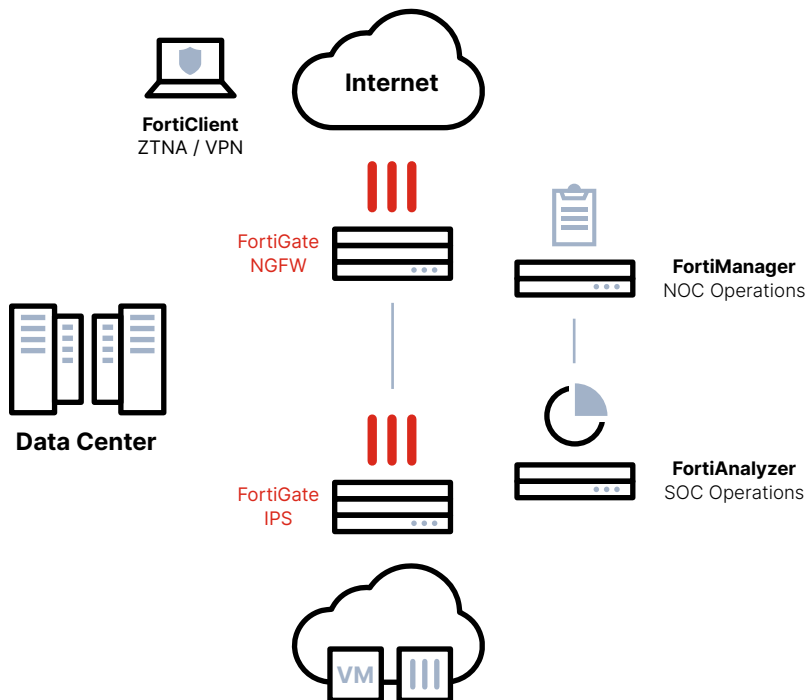 Internet
FortiClient
ZTNA / VPN
FortiGate
NGFW
FortiManager
NOC Operations
Data Center
FortiGate
IPS
FortiAnalyzer
SOC Operations
VM